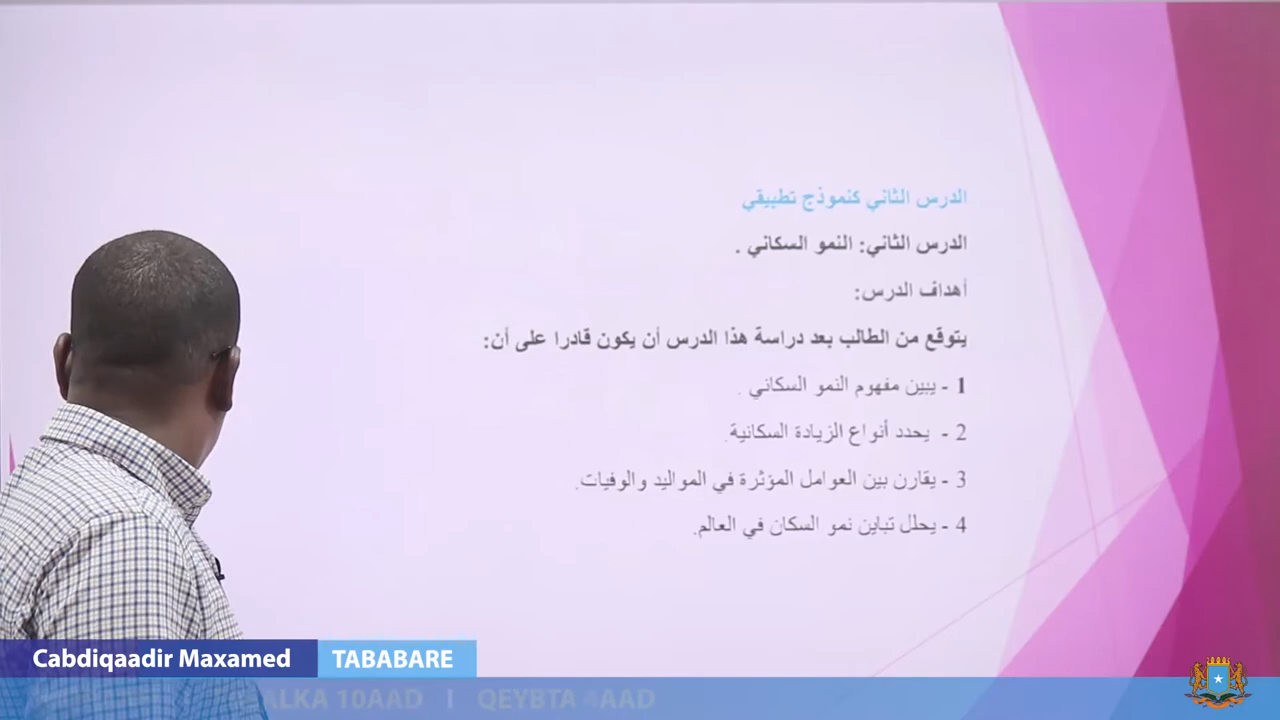 الدرس الثاني كنموذج تطبيقي
الدرس الثاني: النمو السكاني .
أهداف الدرس:
يتوقع من الطالب بعد دراسة هذا الدرس أن يكون قادرا على أن:
1 - يبين مفهوم النمو السكاني .
2 - يحدد أنواع الزيادة السكانية.
3 - يقارن بين العوامل المؤثرة في المواليد والوفيات.
4 - يحلل تباين نمو السكان في العالم.
Cabdiqaadir Maxamed TABABARE
10AAD | QEYBTA 4AAD